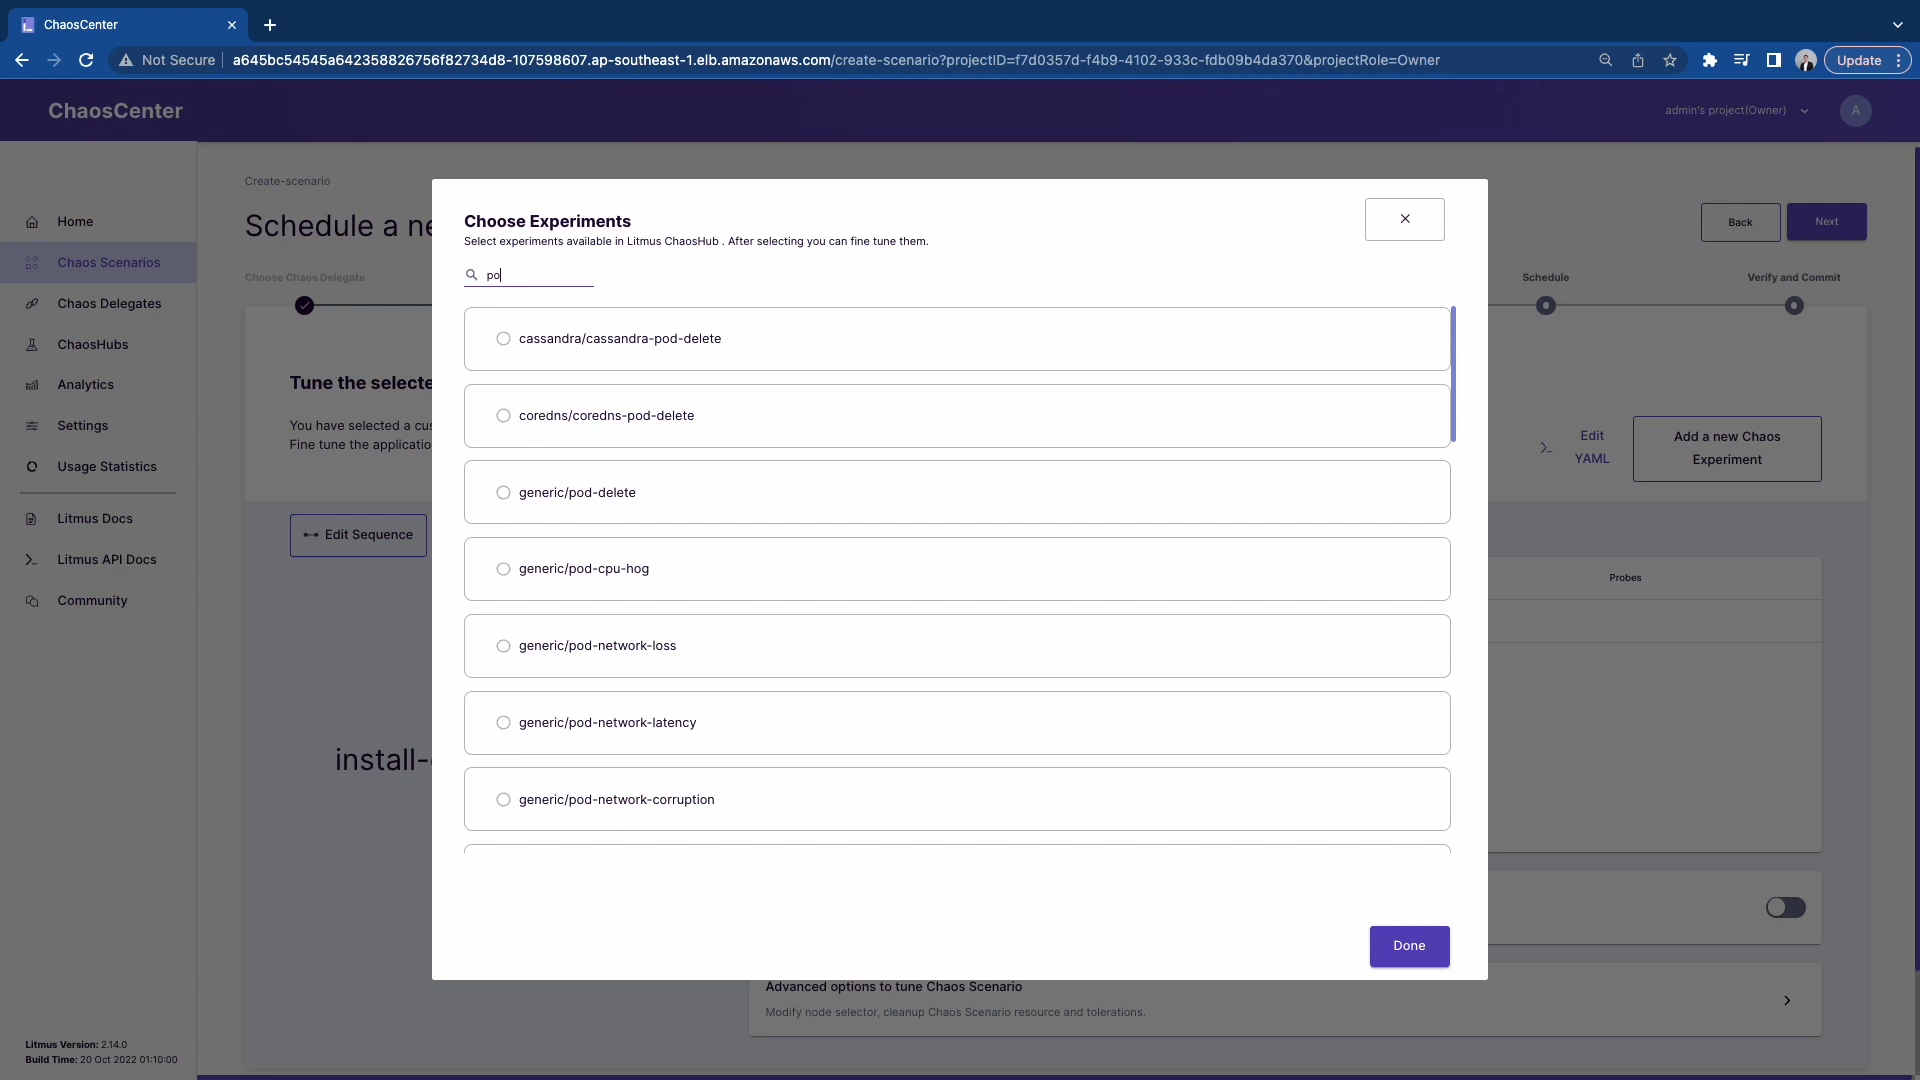 ChaosCenter
Not Secure
a645bc54545a642358826756f82734d8-107598607.ap-southeast-1.elb.amazonaws.com/create-scenario?projectID=f7d0357d-f4b9-4102-933c-fdb09b4da370&projectRole=Owner
Update
ChaosCenter
admin's project(Owner)
A
Home
Chaos Scenarios
Chaos Delegates
ChaosHubs
Analytics
Settings
Usage Statistics
Litmus Docs
Litmus API Docs
Community
Litmus Version: 2.14.0
Build Time: 20 Oct 2022 01:10:00
Create-scenario
Schedule a ne
Back
Next
Choose Chaos Delegate
Schedule
Verify and Commit
Tune the selecte
You have selected a cus
Fine tune the applicatio
Edit
YAML
Add a new Chaos
Experiment
Edit Sequence
Probes
install-
Choose Experiments
Select experiments available in Litmus ChaosHub . After selecting you can fine tune them.
po
cassandra/cassandra-pod-delete
coredns/coredns-pod-delete
generic/pod-delete
generic/pod-cpu-hog
generic/pod-network-loss
generic/pod-network-latency
generic/pod-network-corruption
Done
Advanced options to tune Chaos Scenario
Modify node selector, cleanup Chaos Scenario resource and tolerations.